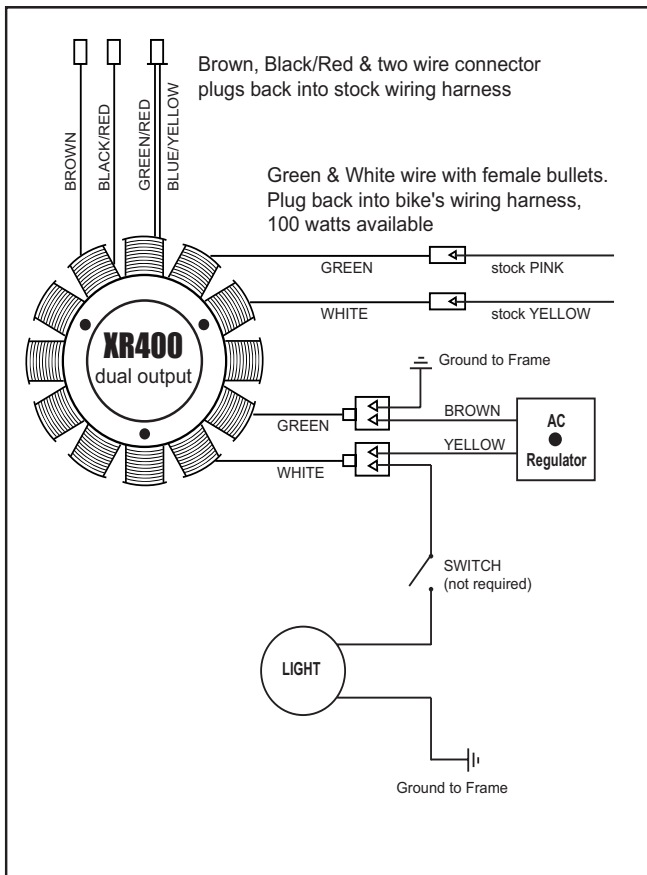 Brown, Black/Red & two wire connector
plugs back into stock wiring harness
BROWN
BLACK/RED
GREEN/RED
BLUE/YELLOW
Green & White wire with female bullets.
Plug back into bike's wiring harness,
100 watts available
GREEN
stock PINK
WHITE
stock YELLOW
XR400
dual output
Ground to Frame
GREEN
BROWN
WHITE
YELLOW
AC
Regulator
SWITCH
(not required)
LIGHT
Ground to Frame